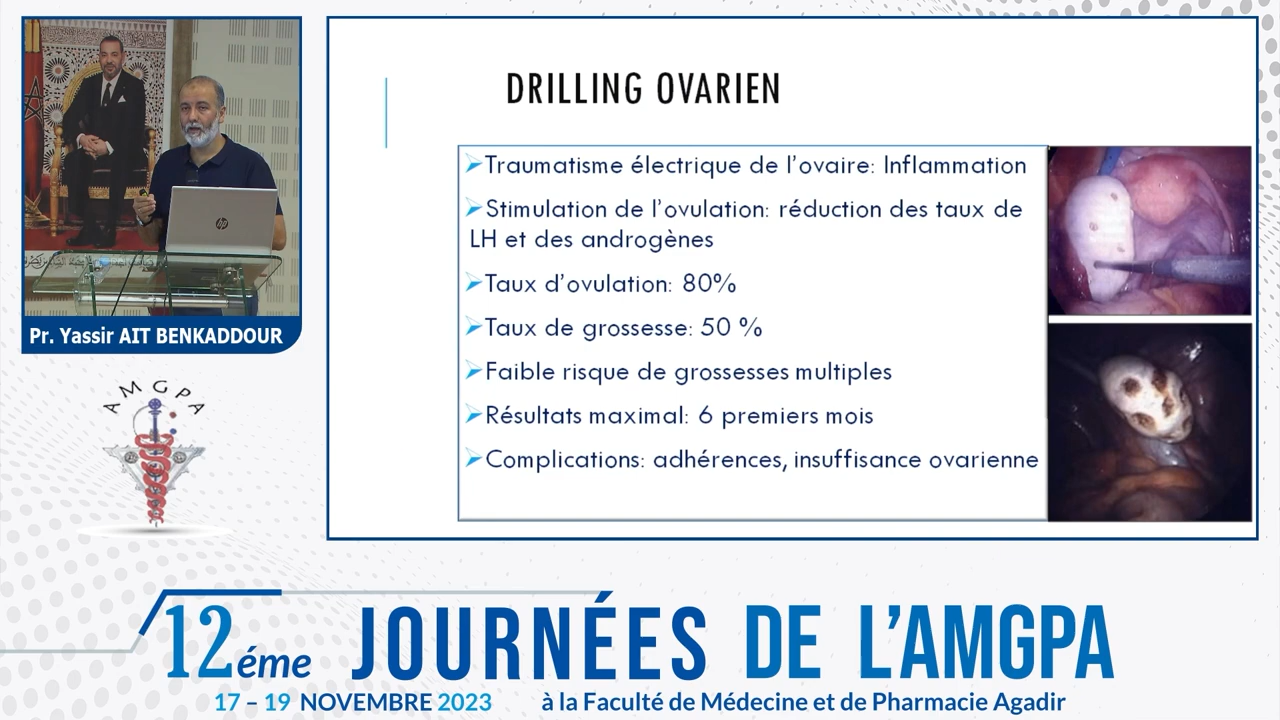 DRILLING OVARIEN
➢Traumatisme électrique de l'ovaire: Inflammation
➢Stimulation de l'ovulation: réduction des taux de
LH et des androgènes
➢Taux d'ovulation: 80%
➢Taux de grossesse: 50 %
➢Faible risque de grossesses multiples
➢Résultats maximal: 6 premiers mois
➢Complications: adhérences, insuffisance ovarienne
hp
Pr. Yassir AIT BENKADDOUR
AMGPA
12éme JOURNÉES DE L'AMGPA
17 – 19 NOVEMBRE 2023 à la Faculté de Médecine et de Pharmacie Agadir